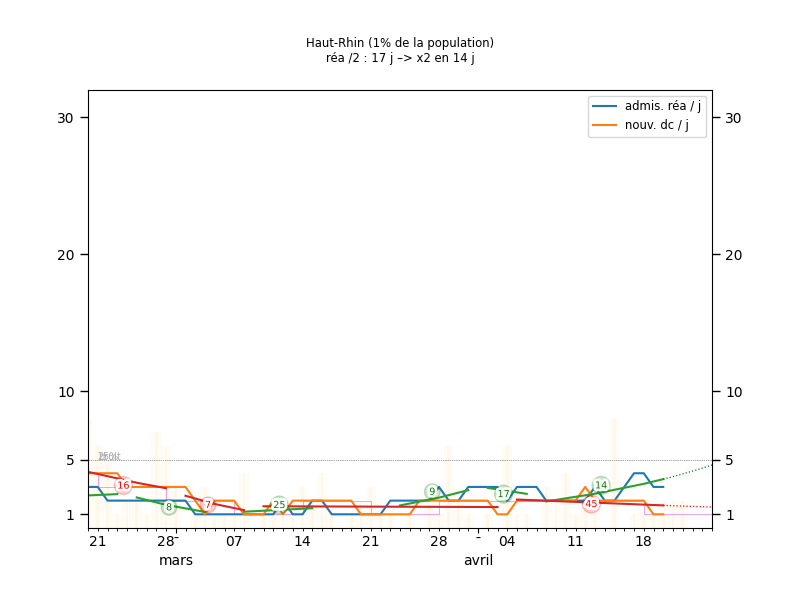 Haut-Rhin (1% de la population)
réa /2 : 17 j –> x2 en 14 j
admis. réa / j
nouv. dc / j
30 30
20 20
10 10
5 5
1 1
16
8
7
25
9
17
14
45
21 28 07 14 21 28 04 11 18
mars avril